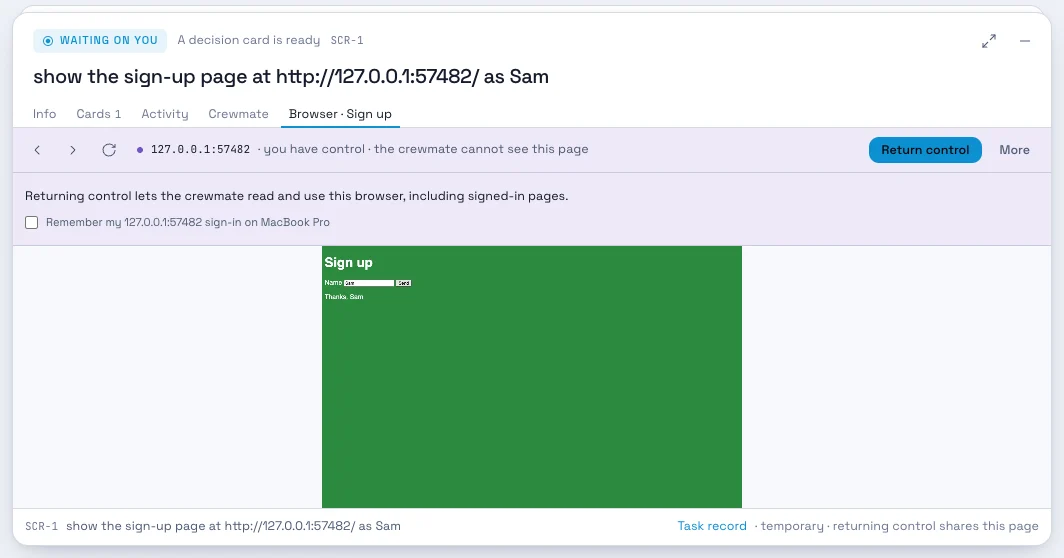 WAITING ON YOU A decision card is ready SCR-1
show the sign-up page at http://127.0.0.1:57482/ as Sam
Info Cards 1 Activity Crewmate Browser · Sign up
127.0.0.1:57482 · you have control · the crewmate cannot see this page Return control More
Returning control lets the crewmate read and use this browser, including signed-in pages.
Remember my 127.0.0.1:57482 sign-in on MacBook Pro
Sign up
Name Sam Send
Thanks, Sam
SCR-1 show the sign-up page at http://127.0.0.1:57482/ as Sam Task record · temporary · returning control shares this page